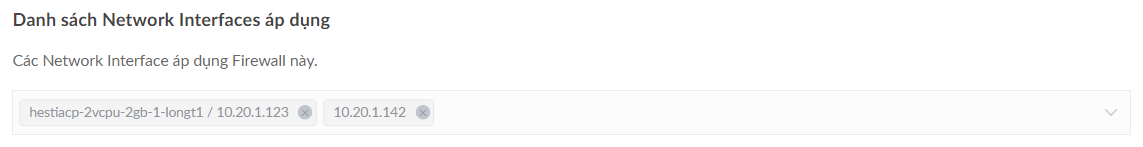 Danh sách Network Interfaces áp dụng
Các Network Interface áp dụng Firewall này.
hestiacp-2vcpu-2gb-1-longt1 / 10.20.1.123 10.20.1.142